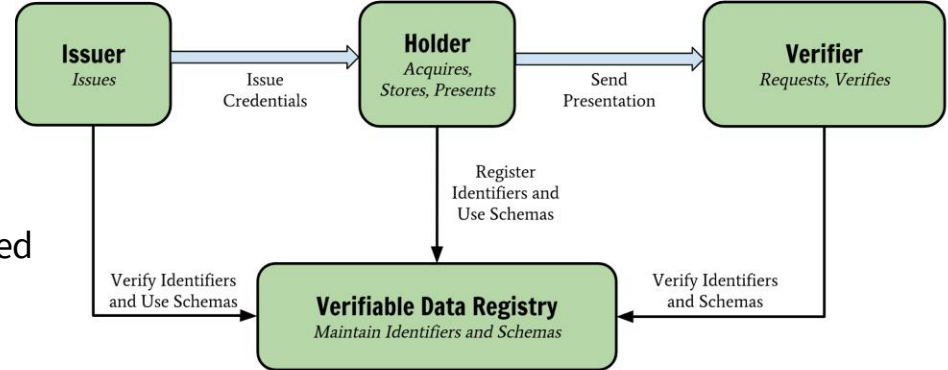 Issuer
Issues
Issue
Credentials
Holder
Acquires,
Stores, Presents
Send
Presentation
Verifier
Requests, Verifies
Register
Identifiers and
Use Schemas
ed
Verify Identifiers
and Use Schemas
Verifiable Data Registry
Maintain Identifiers and Schemas
Verify Identifiers
and Schemas